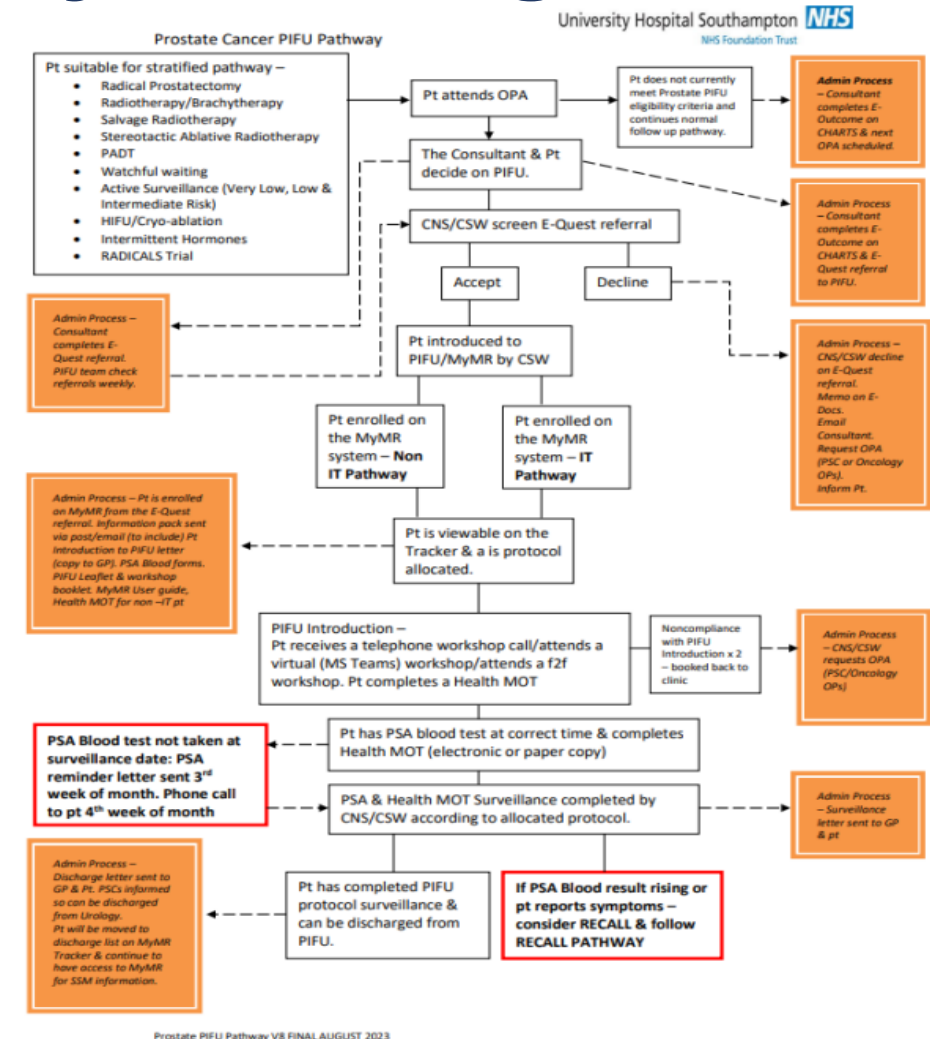 University Hospital Southampton NHS
NHS Foundation Trust
Prostate Cancer PIFU Pathway
Pt suitable for stratified pathway –
• Radical Prostatectomy
• Radiotherapy/Brachytherapy
• Salvage Radiotherapy
• Stereotactic Ablative Radiotherapy
• PADT
• Watchful waiting
• Active Surveillance (Very Low, Low &
Intermediate Risk)
• HIFU/Cryo-ablation
• Intermittent Hormones
• RADICALS Trial
Pt attends OPA
Pt does not currently
meet Prostate PIFU
eligibility criteria and
continues normal
follow up pathway.
Admin Process
– Consultant
completes E-
Outcome on
CHARTS & next
OPA scheduled.
The Consultant & Pt
decide on PIFU.
Admin Process
– Consultant
completes E-
Outcome on
CHARTS & E-
Quest referral
to PIFU.
CNS/CSW screen E-Quest referral
Accept
Decline
Admin Process –
Consultant
completes E-
Quest referral.
PIFU team check
referrals weekly.
Admin Process –
CNS/CSW decline
on E-Quest
referral.
Memo on E-
Docs.
Email
Consultant.
Request OPA
(PSC or Oncology
OPs).
Inform Pt.
Pt introduced to
PIFU/MyMR by CSW
Pt enrolled on
the MyMR
system – Non
IT Pathway
Pt enrolled on
the MyMR
system – IT
Pathway
Admin Process – Pt is enrolled
on MyMR from the E-Quest
referral. Information pack sent
via post/email (to include) Pt
Introduction to PIFU letter
(copy to GP). PSA Blood forms.
PIFU Leaflet & workshop
booklet. MyMR User guide,
Health MOT for non –IT pt
Pt is viewable on the
Tracker & a is protocol
allocated.
PIFU Introduction –
Pt receives a telephone workshop call/attends a
virtual (MS Teams) workshop/attends a f2f
workshop. Pt completes a Health MOT
Noncompliance
with PIFU
Introduction x 2
– booked back to
clinic
Admin Process
– CNS/CSW
requests OPA
(PSC/Oncology
OPs)
PSA Blood test not taken at
surveillance date: PSA
reminder letter sent 3rd
week of month. Phone call
to pt 4th week of month
Pt has PSA blood test at correct time & completes
Health MOT (electronic or paper copy)
PSA & Health MOT Surveillance completed by
CNS/CSW according to allocated protocol.
Admin Process
– Surveillance
letter sent to GP
& pt
Admin Process –
Discharge letter sent to
GP & Pt. PSCs informed
so can be discharged
from Urology.
Pt will be moved to
discharge list on MyMR
Tracker & continue to
have access to MyMR
for SSM information.
Pt has completed PIFU
protocol surveillance &
can be discharged from
PIFU.
If PSA Blood result rising or
pt reports symptoms –
consider RECALL & follow
RECALL PATHWAY
Prostate PIFU Pathway V8 FINAL AUGUST 2023